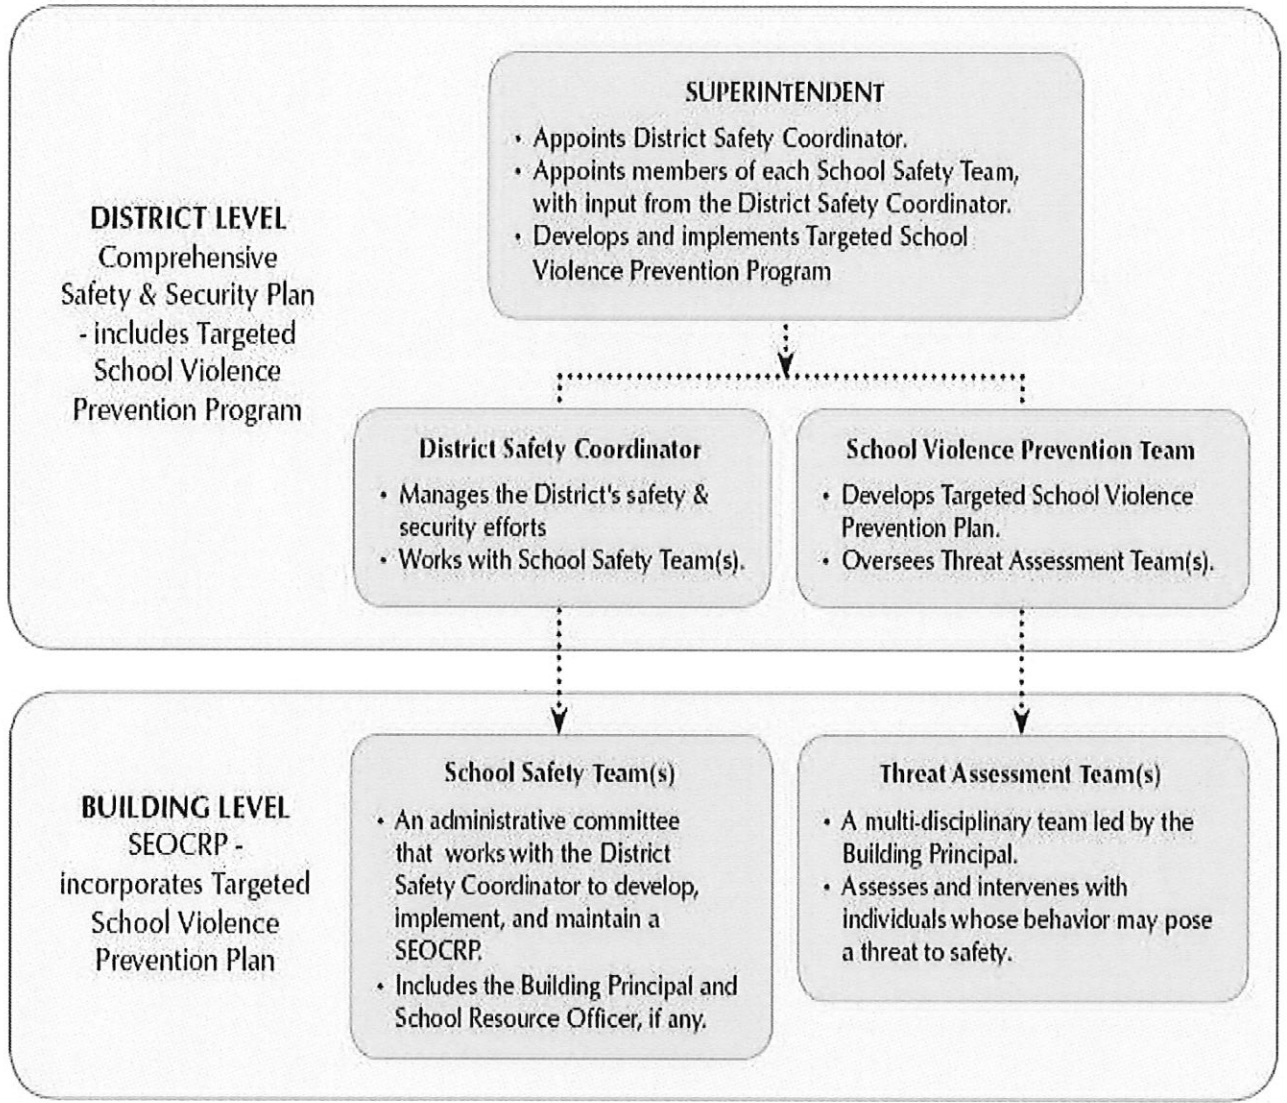 SUPERINTENDENT
• Appoints District Safety Coordinator.
• Appoints members of each School Safety Team,
with input from the District Safety Coordinator.
• Develops and implements Targeted School
Violence Prevention Program
DISTRICT LEVEL
Comprehensive
Safety & Security Plan
- includes Targeted
School Violence
Prevention Program
District Safety Coordinator
• Manages the District's safety &
security efforts
• Works with School Safety Team(s).
School Violence Prevention Team
• Develops Targeted School Violence
Prevention Plan.
• Oversees Threat Assessment Team(s).
BUILDING LEVEL
SEOCRP -
incorporates Targeted
School Violence
Prevention Plan
School Safety Team(s)
• An administrative committee
that works with the District
Safety Coordinator to develop,
implement, and maintain a
SEOCRP.
• Includes the Building Principal and
School Resource Officer, if any.
Threat Assessment Team(s)
• A multi-disciplinary team led by the
Building Principal.
• Assesses and intervenes with
individuals whose behavior may pose
a threat to safety.